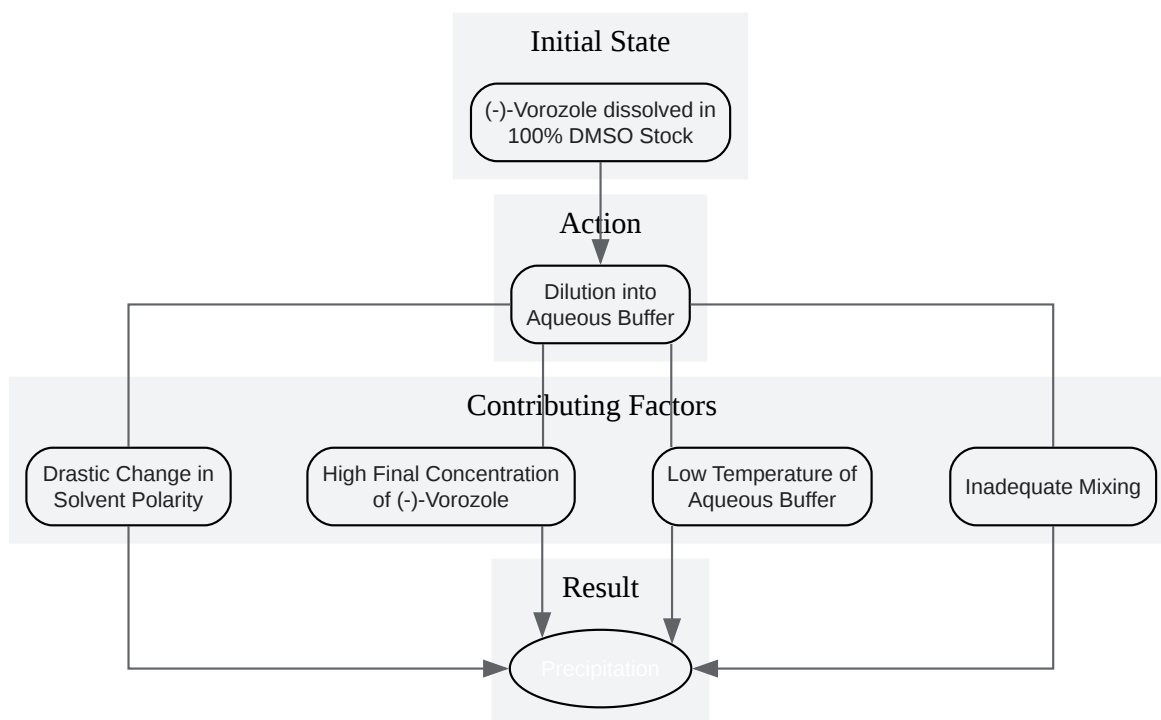 Initial State
(-)-Vorozole dissolved in
100% DMSO Stock
Action
Dilution into
Aqueous Buffer
Contributing Factors
Drastic Change in
Solvent Polarity
High Final Concentration
of (-)-Vorozole
Low Temperature of
Aqueous Buffer
Inadequate Mixing
Result
Precipitation